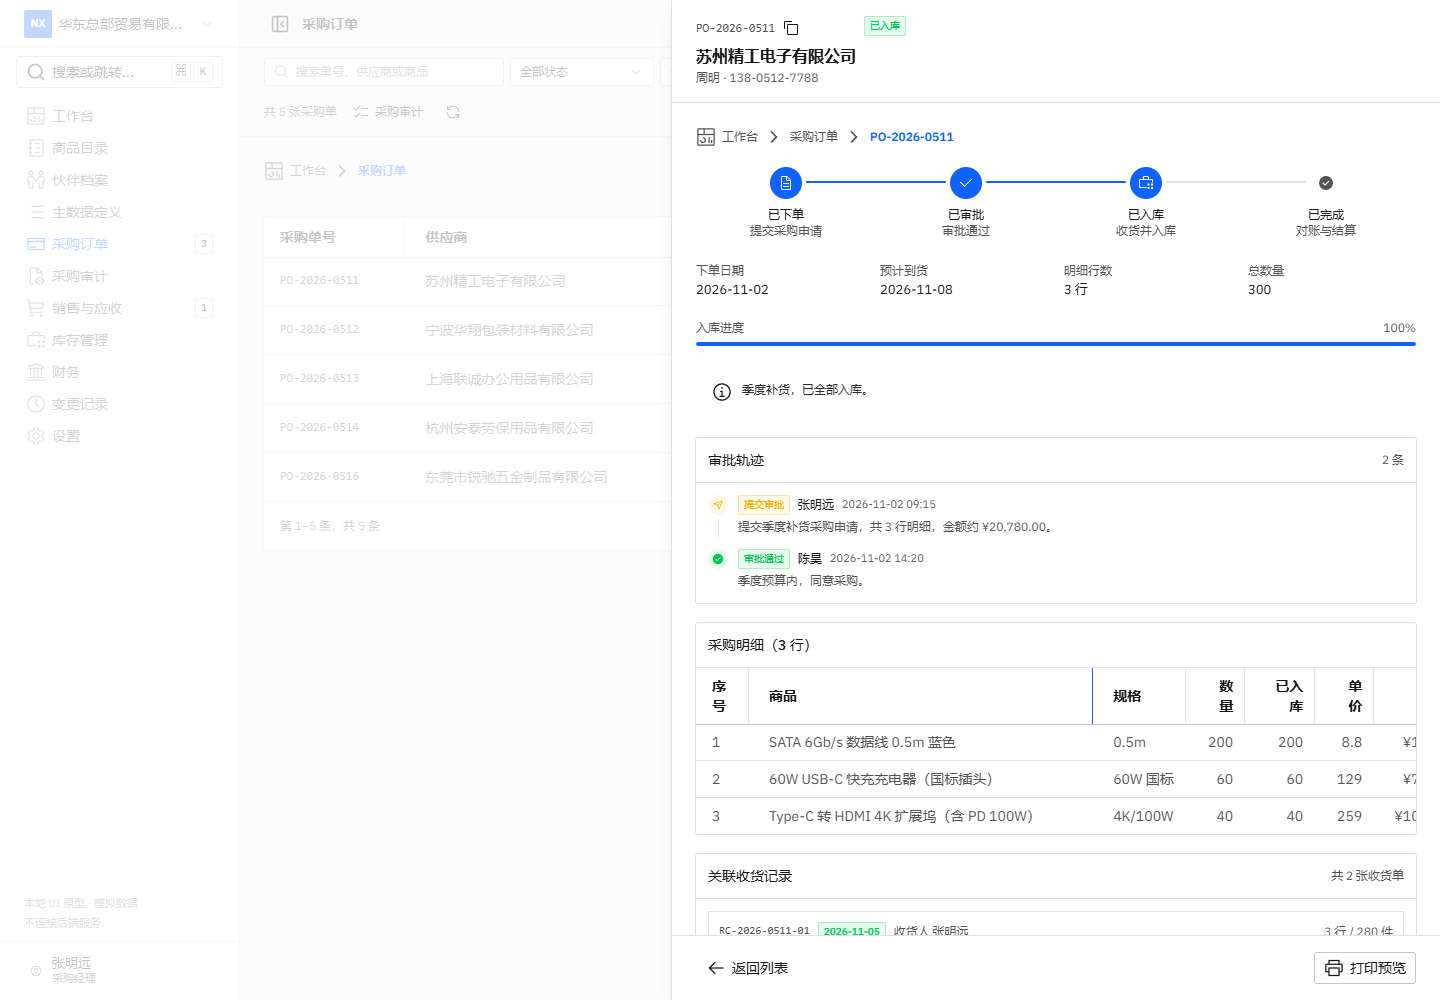 NX 华东总部贸易有限...
搜索或跳转... ⌘ K
工作台
商品目录
伙伴档案
主数据定义
采购订单 3
采购审计
销售与应收 1
库存管理
财务
变更记录
设置
本地 UI 原型 · 模拟数据
不连接后端服务
张明远
采购经理
采购订单
搜索单号、供应商或商品
全部状态
共 5 张采购单 采购审计
工作台 采购订单
采购单号 供应商
PO-2026-0511 苏州精工电子有限公司
PO-2026-0512 宁波华翔包装材料有限公司
PO-2026-0513 上海联诚办公用品有限公司
PO-2026-0514 杭州安泰劳保用品有限公司
PO-2026-0516 东莞市锐驰五金制品有限公司
第 1–5 条，共 5 条
PO-2026-0511 已入库
苏州精工电子有限公司
周明 · 138-0512-7788
工作台 采购订单 PO-2026-0511
已下单 已审批 已入库 已完成
提交采购申请 审批通过 收货并入库 对账与结算
下单日期 预计到货 明细行数 总数量
2026-11-02 2026-11-08 3 行 300
入库进度 100%
季度补货，已全部入库。
审批轨迹 2 条
提交审批 张明远 2026-11-02 09:15
提交季度补货采购申请，共 3 行明细，金额约 ¥20,780.00。
审批通过 陈昊 2026-11-02 14:20
季度预算内，同意采购。
采购明细（3 行）
序号 商品 规格 数量 已入库 单价
1 SATA 6Gb/s 数据线 0.5m 蓝色 0.5m 200 200 8.8 ¥1
2 60W USB-C 快充充电器（国标插头） 60W 国标 60 60 129 ¥7
3 Type-C 转 HDMI 4K 扩展坞（含 PD 100W） 4K/100W 40 40 259 ¥10
关联收货记录 共 2 张收货单
RC-2026-0511-01 2026-11-05 收货人 张明远 3 行 / 280 件
返回列表 打印预览